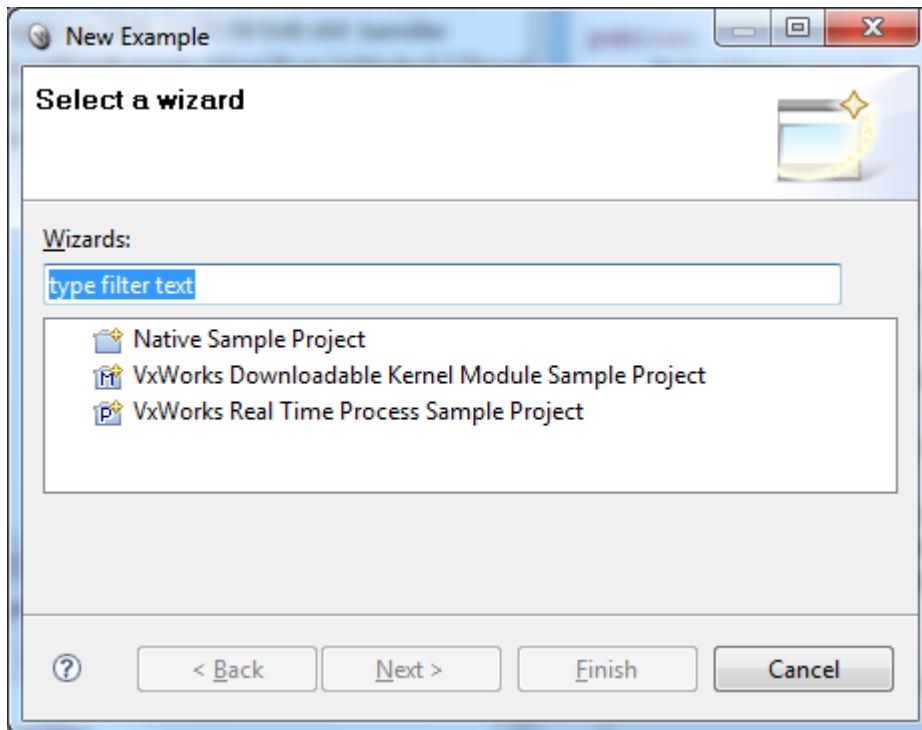 New Example
Select a wizard
Wizards:
type filter text
Native Sample Project
VxWorks Downloadable Kernel Module Sample Project
VxWorks Real Time Process Sample Project
< Back Next > Finish Cancel